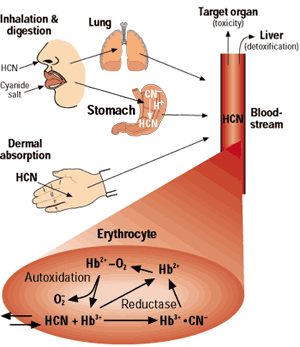 Inhalation &
digestion
HCN
Cyanide
salt
Lung
Stomach
CN⁻
H⁺
HCN
Target organ
(toxicity)
Liver
(detoxification)
HCN
Blood-
stream
Dermal
absorption
HCN
Erythrocyte
Hb²⁺–O₂
Hb²⁺
Autoxidation
O₂⁻
Reductase
HCN + Hb³⁺
Hb³⁺•CN⁻